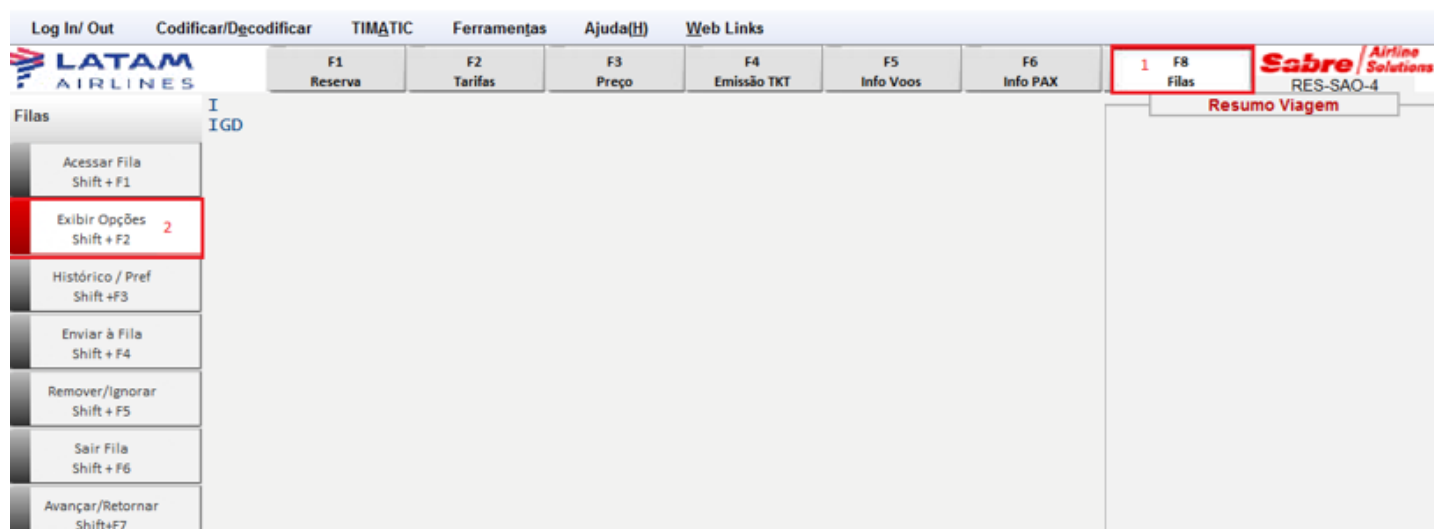 Log In/ Out Codificar/Decodificar TIMATIC Ferramentas Ajuda(H) Web Links
LATAM
AIRLINES
F1
Reserva
F2
Tarifas
F3
Preço
F4
Emissão TKT
F5
Info Voos
F6
Info PAX
1 F8
Filas
Sabre Airline Solutions
RES-SAO-4
Filas
I
IGD
Resumo Viagem
Acessar Fila
Shift + F1
Exibir Opções 2
Shift + F2
Histórico / Pref
Shift +F3
Enviar à Fila
Shift + F4
Remover/Ignorar
Shift + F5
Sair Fila
Shift + F6
Avançar/Retornar
Shift+F7